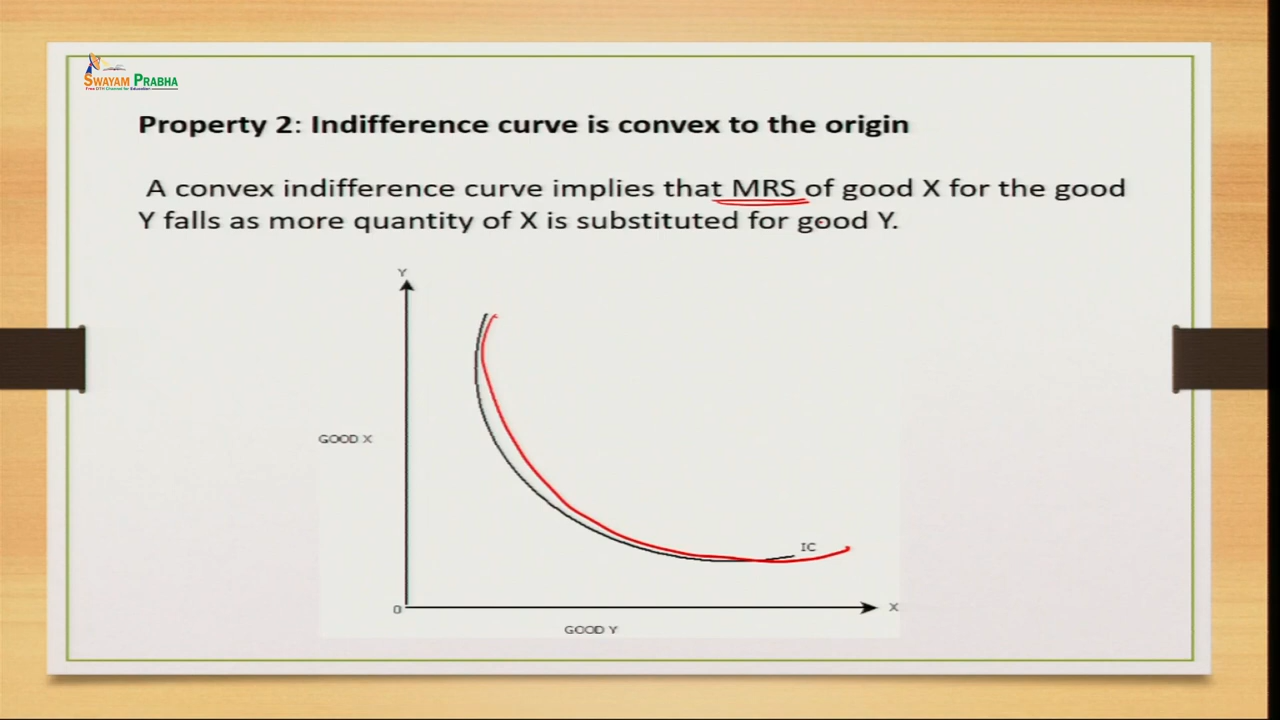 SWAYAM PRABHA
Free DTH Channel for Education
Property 2: Indifference curve is convex to the origin
A convex indifference curve implies that MRS of good X for the good
Y falls as more quantity of X is substituted for good Y.
Y
GOOD X
IC
0
X
GOOD Y